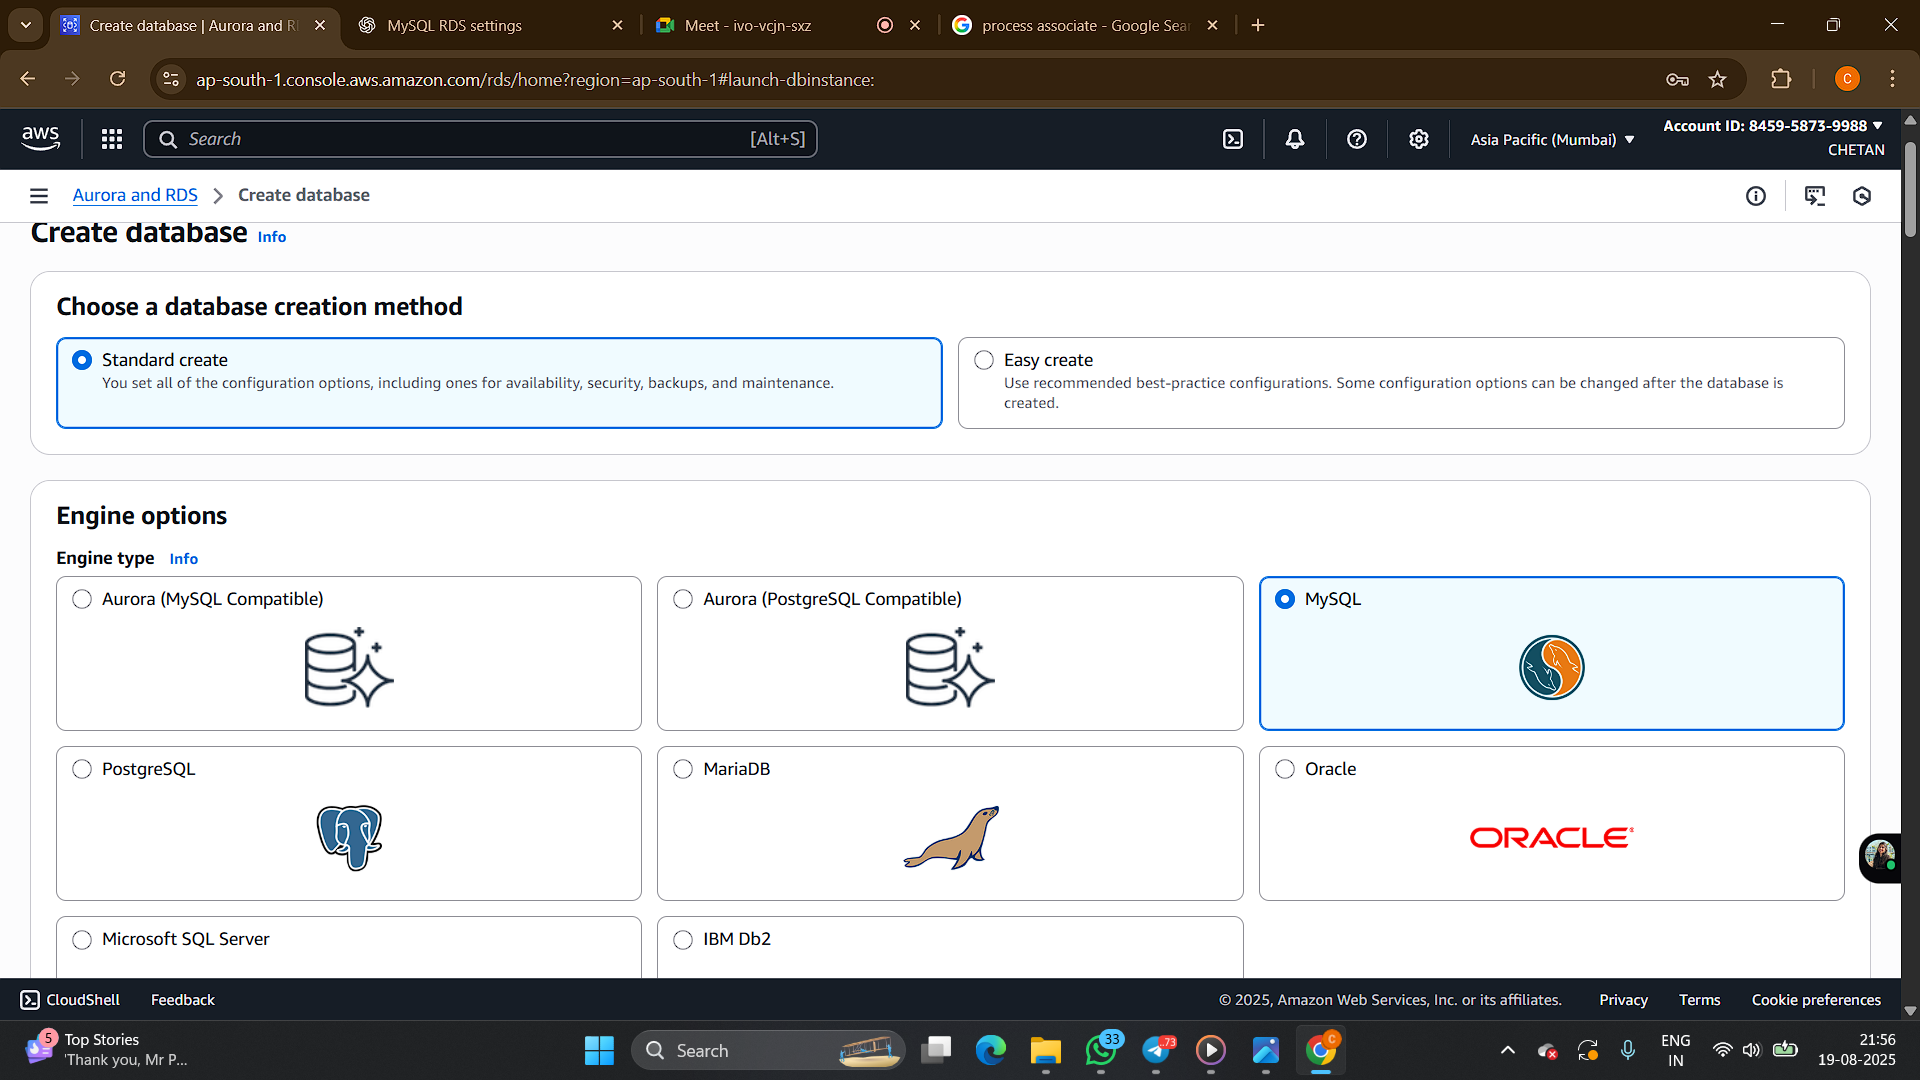 Create database | Aurora and R
MySQL RDS settings
Meet - ivo-vcjn-sxz
process associate - Google Sear
ap-south-1.console.aws.amazon.com/rds/home?region=ap-south-1#launch-dbinstance:
C
aws
Search
[Alt+S]
Asia Pacific (Mumbai)
Account ID: 8459-5873-9988
CHETAN
Aurora and RDS
Create database
Create database
Info
Choose a database creation method
Standard create
You set all of the configuration options, including ones for availability, security, backups, and maintenance.
Easy create
Use recommended best-practice configurations. Some configuration options can be changed after the database is
created.
Engine options
Engine type
Info
Aurora (MySQL Compatible)
Aurora (PostgreSQL Compatible)
MySQL
PostgreSQL
MariaDB
Oracle
ORACLE
Microsoft SQL Server
IBM Db2
CloudShell
Feedback
© 2025, Amazon Web Services, Inc. or its affiliates.
Privacy
Terms
Cookie preferences
5
Top Stories
'Thank you, Mr P...
Search
33
73
C
ENG
IN
21:56
19-08-2025